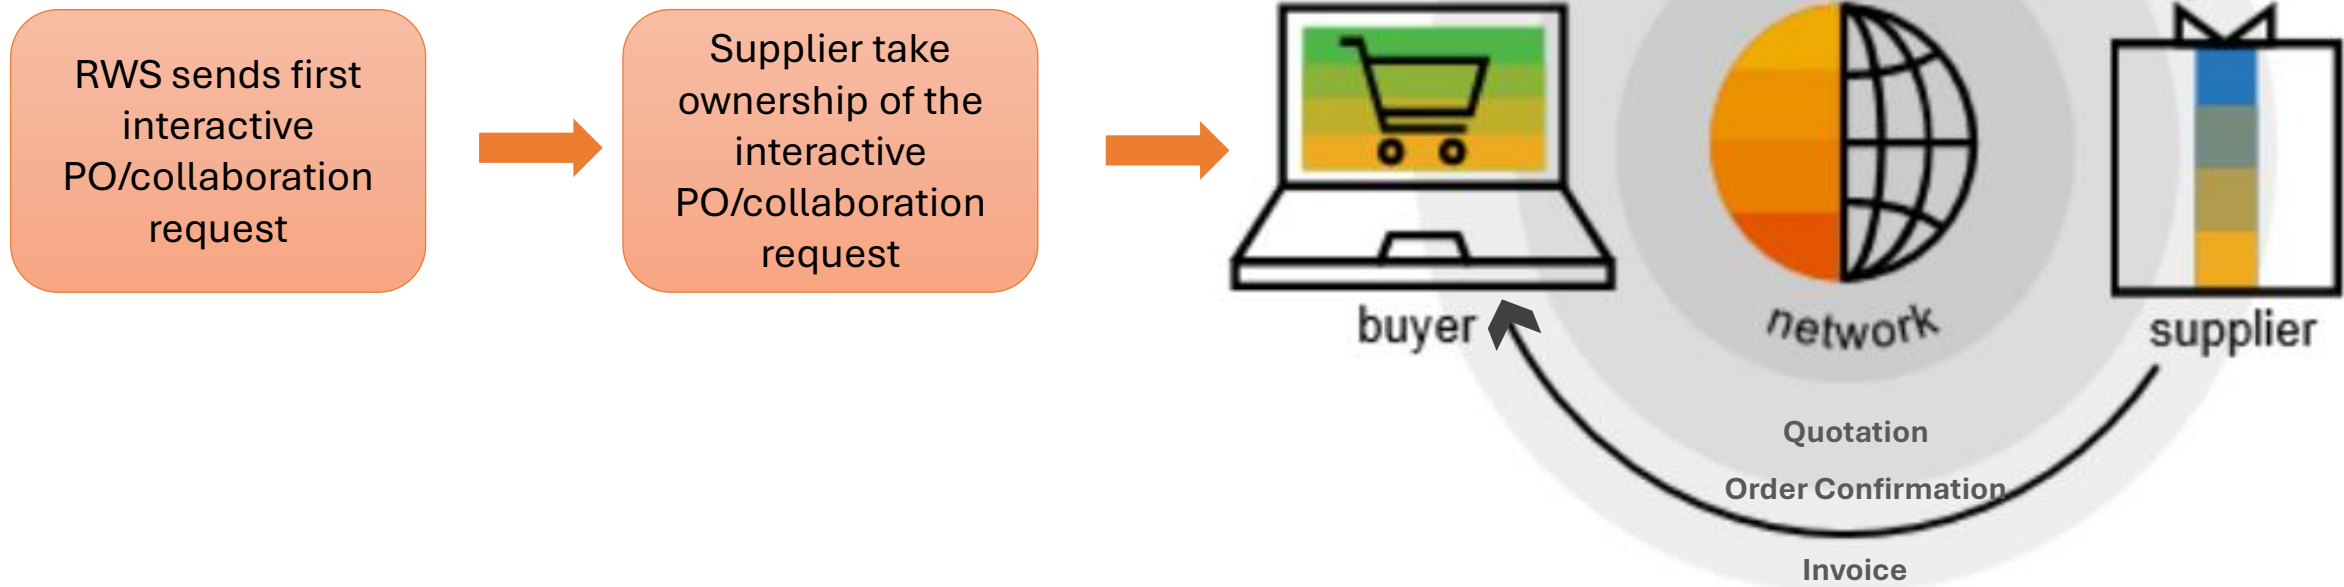 RWS sends first
interactive
PO/collaboration
request
Supplier take
ownership of the
interactive
PO/collaboration
request
buyer
network
supplier
Quotation
Order Confirmation
Invoice